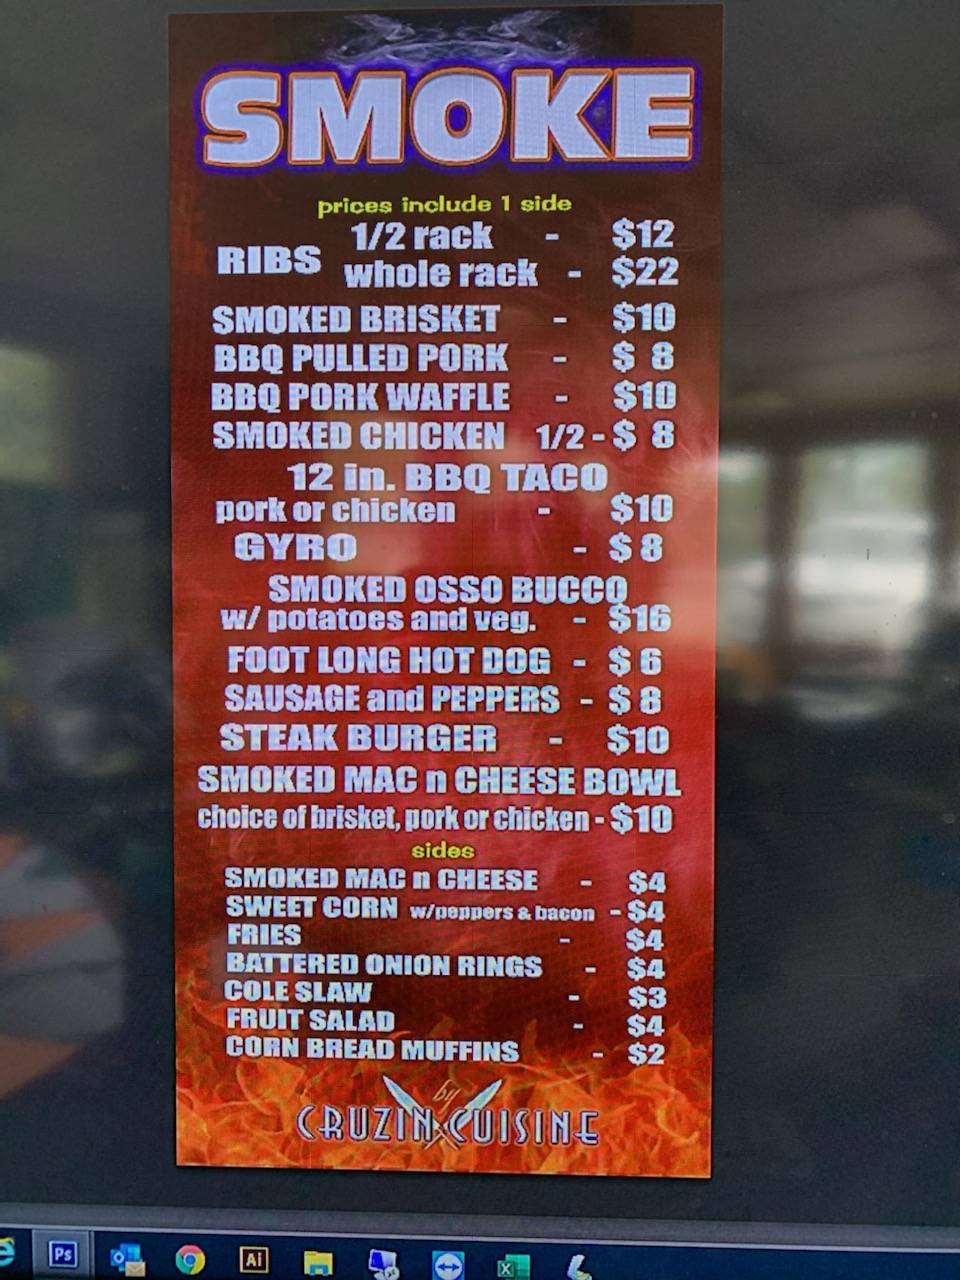 SMOKE
prices include 1 side
RIBS 1/2 rack - $12
whole rack - $22
SMOKED BRISKET - $10
BBQ PULLED PORK - $ 8
BBQ PORK WAFFLE - $10
SMOKED CHICKEN 1/2 - $ 8
12 in. BBQ TACO
pork or chicken - $10
GYRO - $ 8
SMOKED OSSO BUCCO
w/ potatoes and veg. - $16
FOOT LONG HOT DOG - $ 6
SAUSAGE and PEPPERS - $ 8
STEAK BURGER - $10
SMOKED MAC n CHEESE BOWL
choice of brisket, pork or chicken - $10
sides
SMOKED MAC n CHEESE - $4
SWEET CORN w/peppers & bacon - $4
FRIES - $4
BATTERED ONION RINGS - $4
COLE SLAW - $3
FRUIT SALAD - $4
CORN BREAD MUFFINS - $2
by
CRUZIN CUISINE
Ps Ai